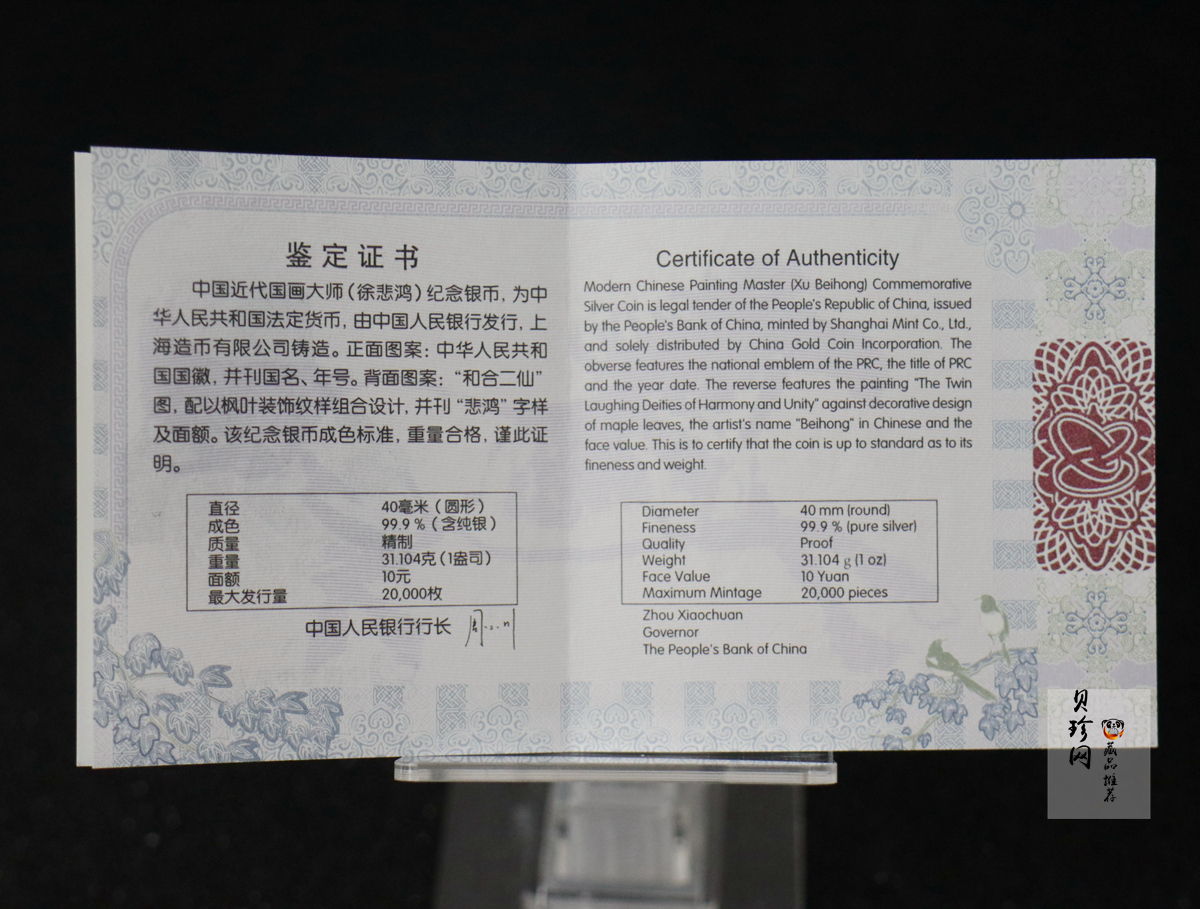 鉴定证书
中国近代国画大师(徐悲鸿)纪念银币,为中
华人民共和国法定货币,由中国人民银行发行,上
海造币有限公司铸造。正面图案:中华人民共和
国国徽,并刊国名、年号。背面图案:“和合二仙”
图,配以枫叶装饰纹样组合设计,并刊“悲鸿”字样
及面额。该纪念银币成色标准,重量合格,谨此证
明。
直径 40毫米(圆形)
成色 99.9%(含纯银)
质量 精制
重量 31.104克(1盎司)
面额 10元
最大发行量 20,000枚
中国人民银行行长
Certificate of Authenticity
Modern Chinese Painting Master (Xu Beihong) Commemorative
Silver Coin is legal tender of the People's Republic of China, issued
by the People's Bank of China, minted by Shanghai Mint Co., Ltd.,
and solely distributed by China Gold Coin Incorporation. The
obverse features the national emblem of the PRC, the title of PRC
and the year date. The reverse features the painting "The Twin
Laughing Deities of Harmony and Unity" against decorative design
of maple leaves, the artist's name "Beihong" in Chinese and the
face value. This is to certify that the coin is up to standard as to its
fineness and weight.
Diameter 40 mm (round)
Fineness 99.9 % (pure silver)
Quality Proof
Weight 31.104 g (1 oz)
Face Value 10 Yuan
Maximum Mintage 20,000 pieces
Zhou Xiaochuan
Governor
The People's Bank of China
贝珍网
藏品推荐